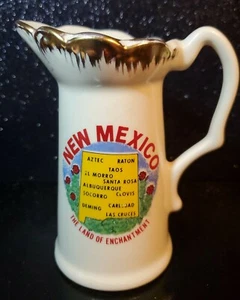 NEW MEXICO
AZTEC RATON
TAOS
EL MORRO
SANTA ROSA
ALBUQUERQUE
SOCORRO CLOVIS
DEMING CARLSBAD
LAS CRUCES
THE LAND OF ENCHANTMENT